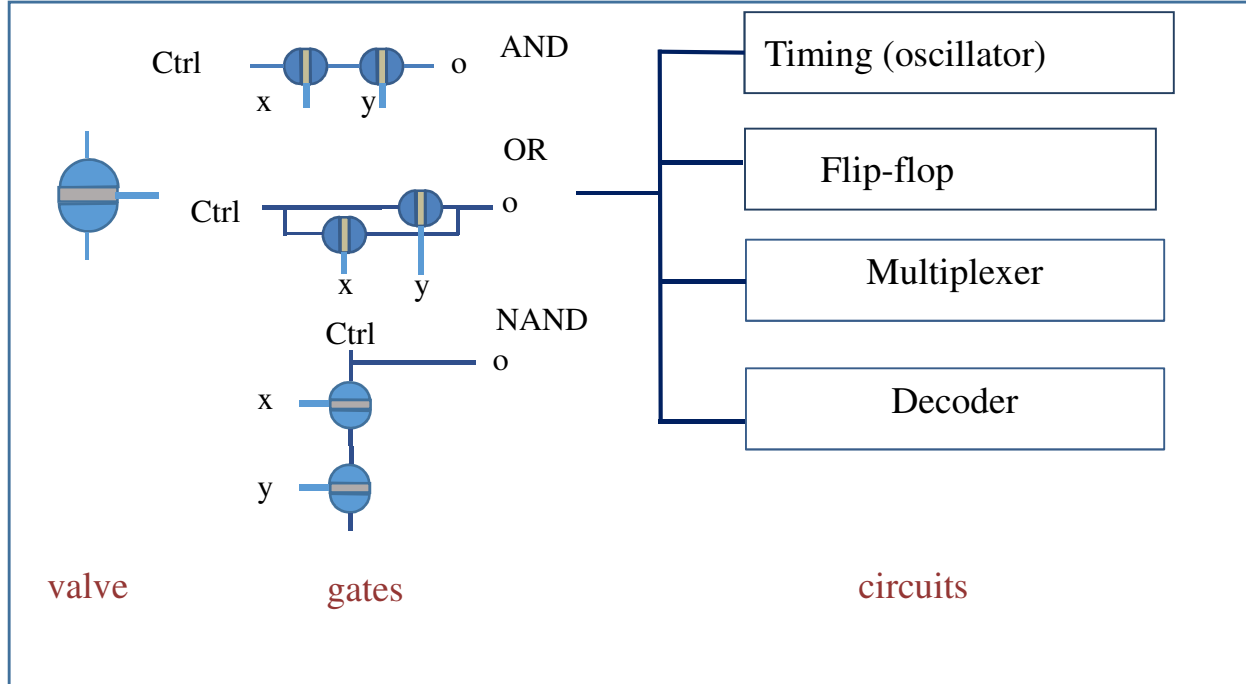 Ctrl
x
y
o
AND
Ctrl
x
y
o
OR
Ctrl
x
y
o
NAND
Timing (oscillator)
Flip-flop
Multiplexer
Decoder
valve
gates
circuits